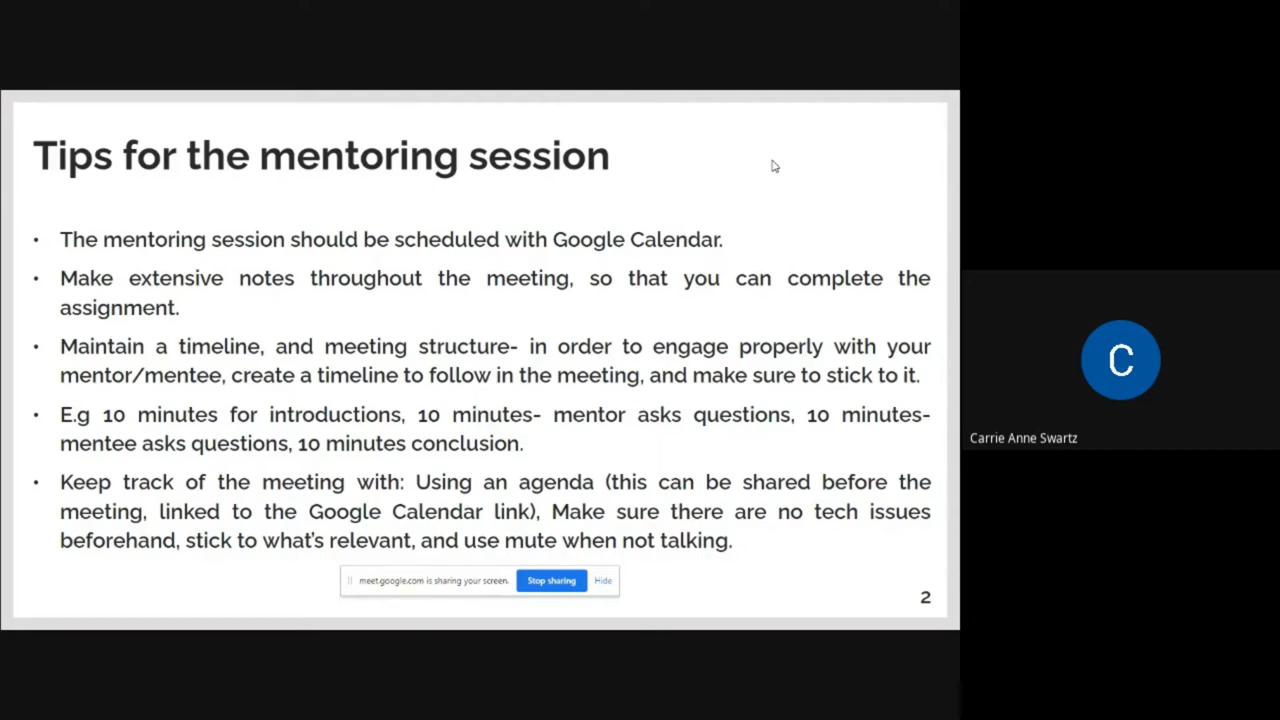 Tips for the mentoring session
• The mentoring session should be scheduled with Google Calendar.
• Make extensive notes throughout the meeting, so that you can complete the
assignment.
• Maintain a timeline, and meeting structure- in order to engage properly with your
mentor/mentee, create a timeline to follow in the meeting, and make sure to stick to it.
• E.g 10 minutes for introductions, 10 minutes- mentor asks questions, 10 minutes-
mentee asks questions, 10 minutes conclusion.
• Keep track of the meeting with: Using an agenda (this can be shared before the
meeting, linked to the Google Calendar link), Make sure there are no tech issues
beforehand, stick to what's relevant, and use mute when not talking.
meet.google.com is sharing your screen. Stop sharing Hide
2
C
Carrie Anne Swartz